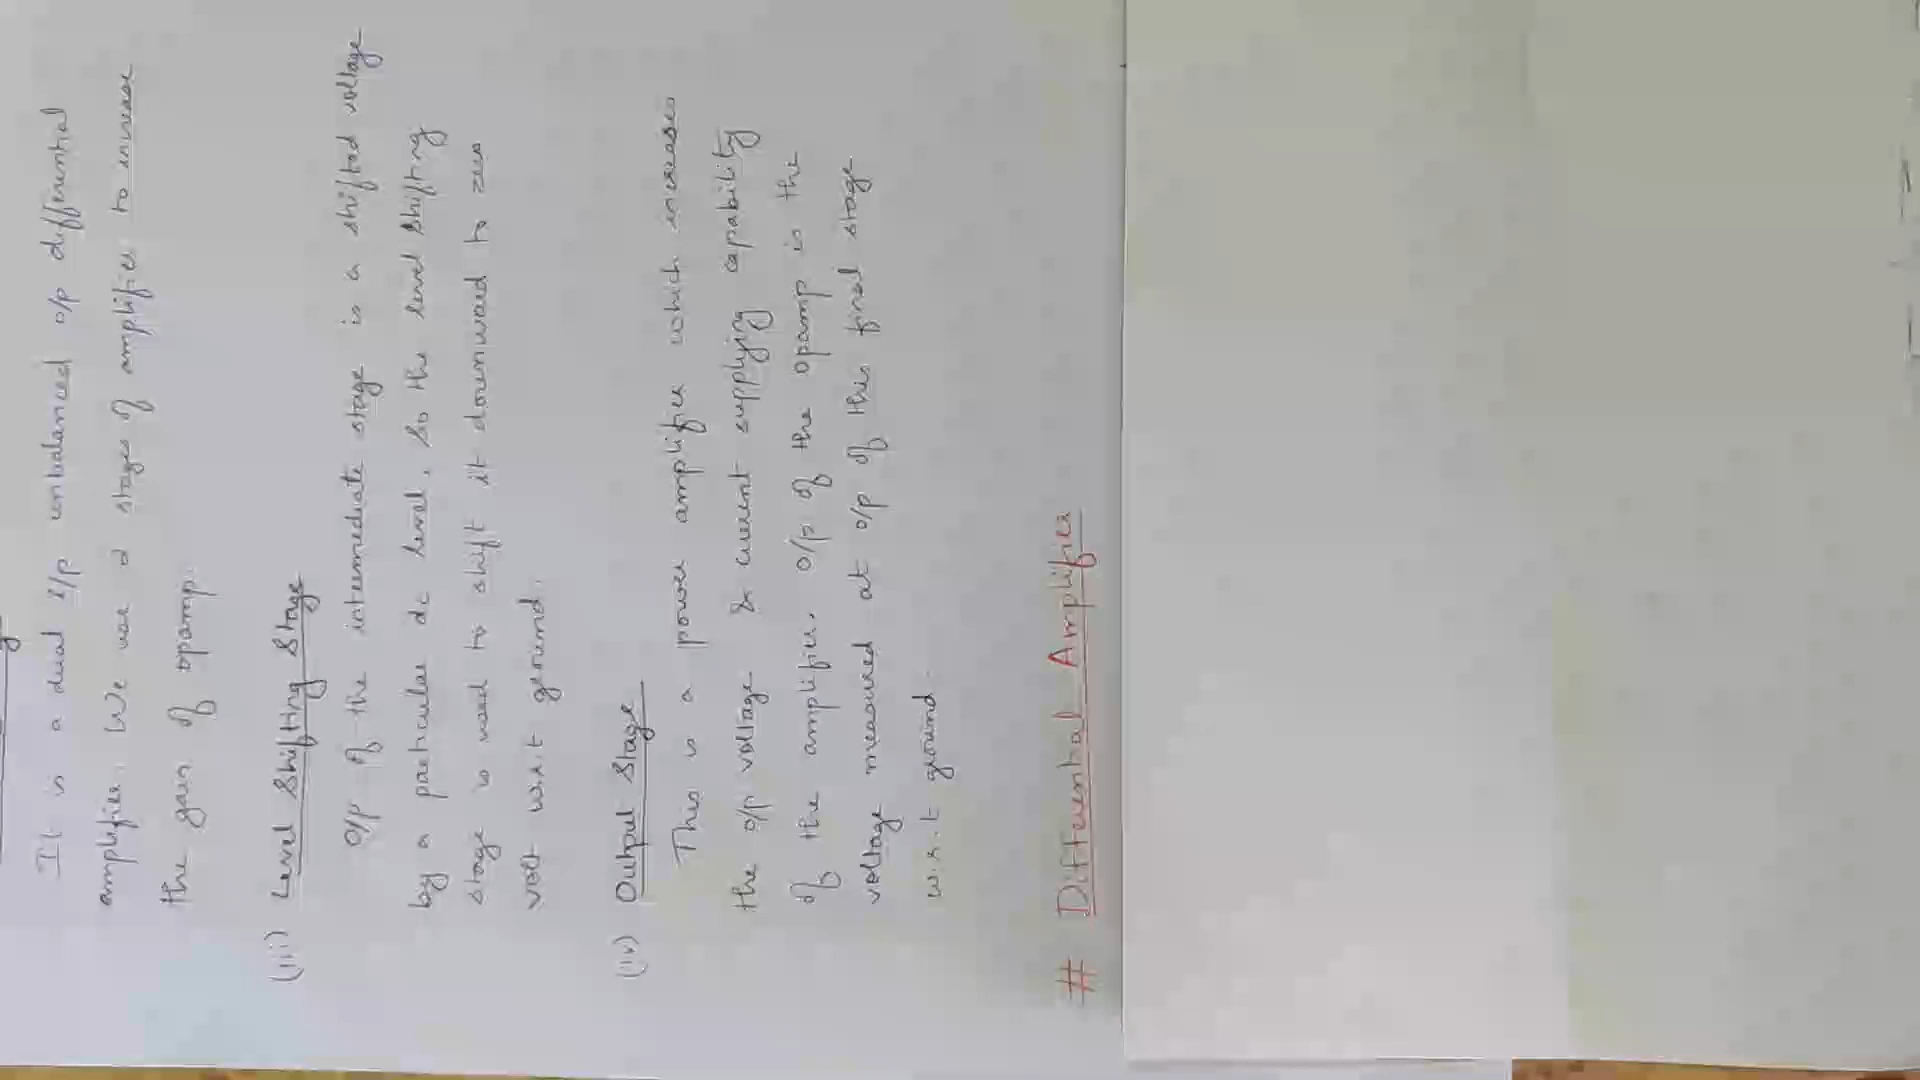 It is a dual I/p unbalanced o/p differential
amplifier. We use 2 stages of amplifier to increase
the gain of opamp.
(iii) Level Shifting Stage
O/p of the intermediate stage is a shifted voltage
by a particular dc level, so the level shifting
stage is used to shift it downward to zero
volt w.r.t ground.
(iv) Output Stage
This is a power amplifier which increases
the o/p voltage & current supplying capability
of the amplifier. O/p of the opamp is the
voltage measured at o/p of this final stage
w.r.t ground.
# Differential Amplifier